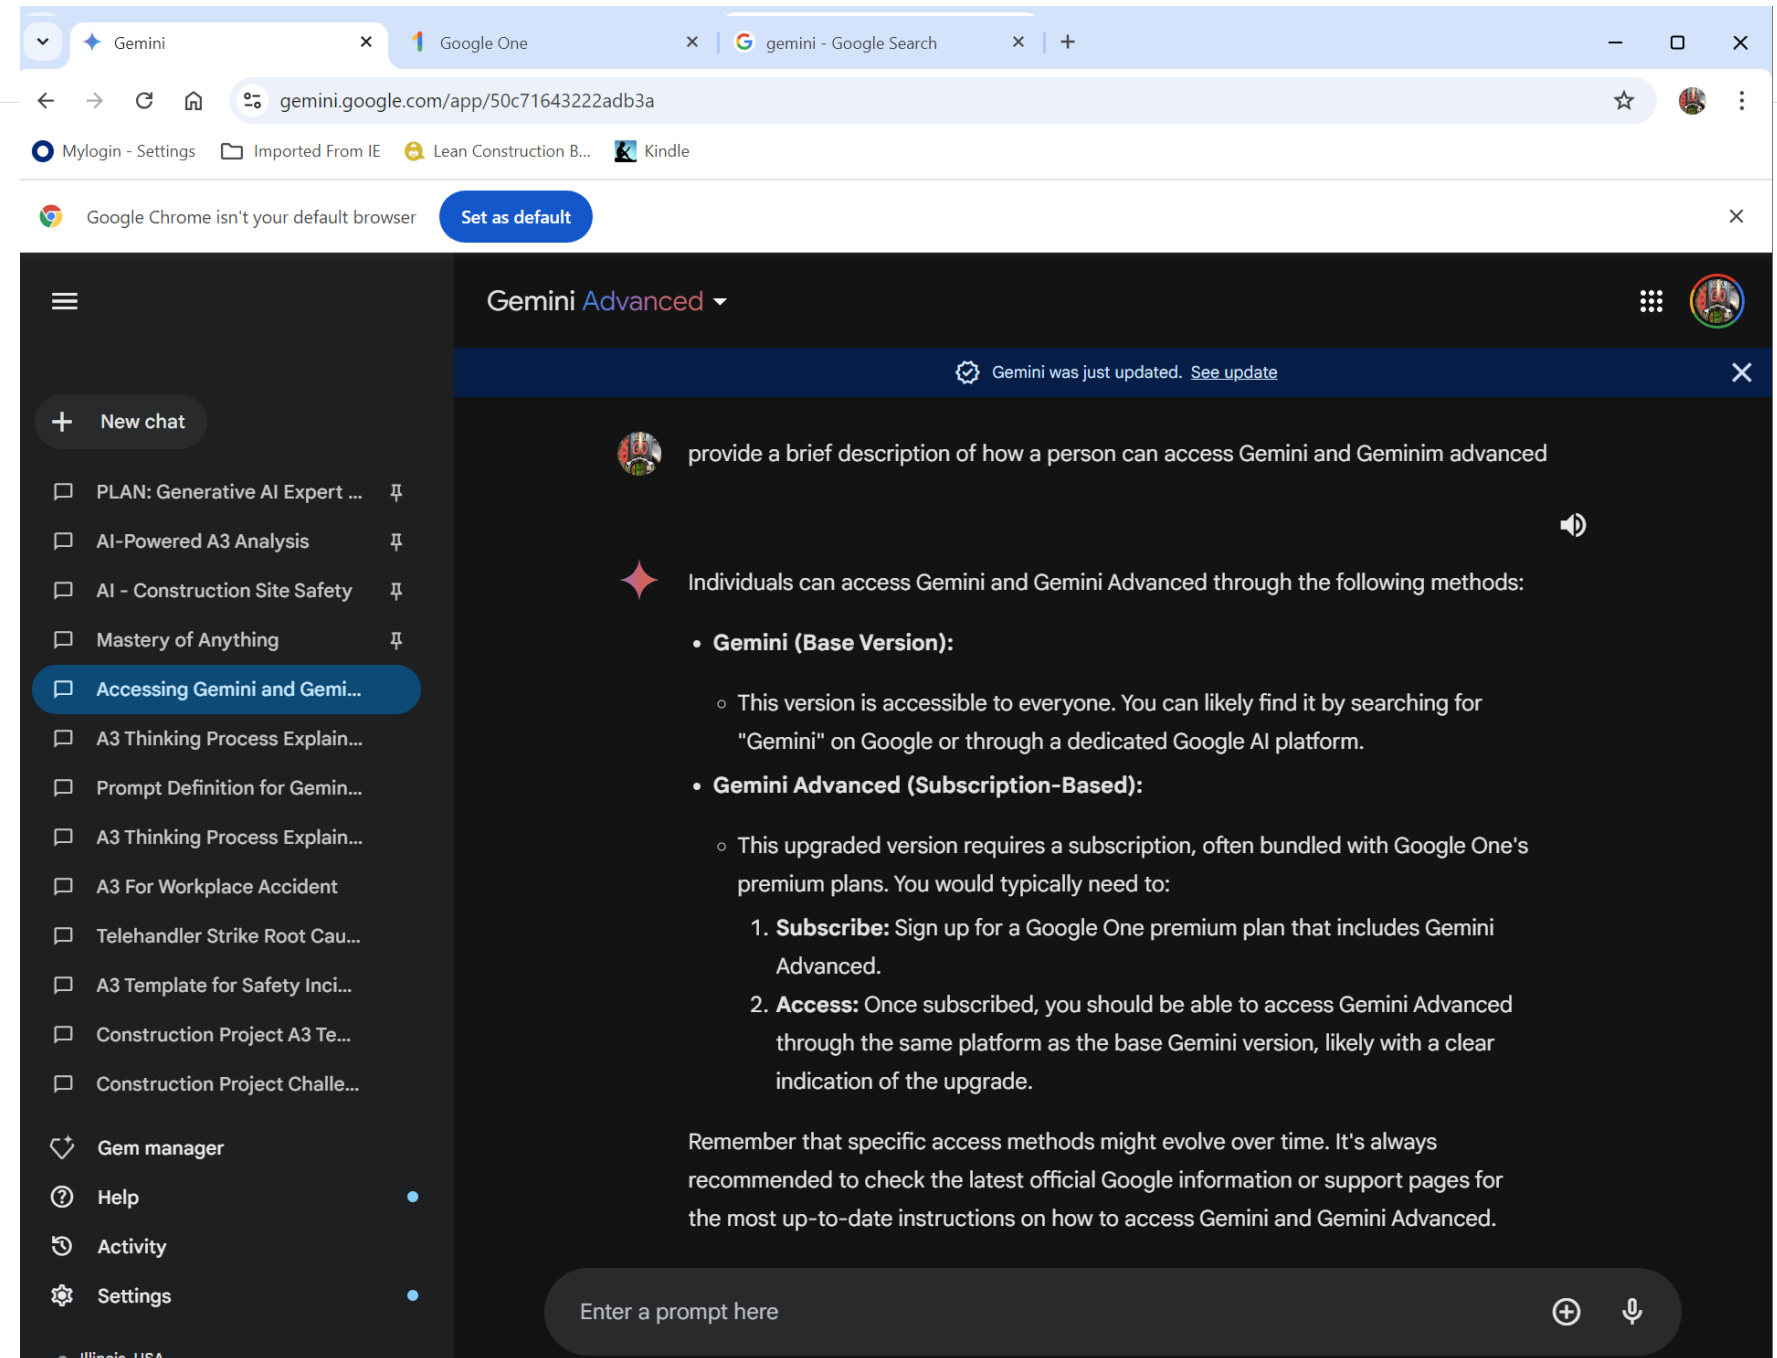 Gemini
Google One
gemini - Google Search
gemini.google.com/app/50c71643222adb3a
Mylogin - Settings
Imported From IE
Lean Construction B...
Kindle
Google Chrome isn't your default browser
Set as default
Gemini Advanced
Gemini was just updated. See update
New chat
PLAN: Generative AI Expert ...
AI-Powered A3 Analysis
AI - Construction Site Safety
Mastery of Anything
Accessing Gemini and Gemi...
A3 Thinking Process Explain...
Prompt Definition for Gemin...
A3 Thinking Process Explain...
A3 For Workplace Accident
Telehandler Strike Root Cau...
A3 Template for Safety Inci...
Construction Project A3 Te...
Construction Project Challe...
Gem manager
Help
Activity
Settings
Illinois, USA
provide a brief description of how a person can access Gemini and Geminim advanced
Individuals can access Gemini and Gemini Advanced through the following methods:
• Gemini (Base Version):
○ This version is accessible to everyone. You can likely find it by searching for
"Gemini" on Google or through a dedicated Google AI platform.
• Gemini Advanced (Subscription-Based):
○ This upgraded version requires a subscription, often bundled with Google One's
premium plans. You would typically need to:
1. Subscribe: Sign up for a Google One premium plan that includes Gemini
Advanced.
2. Access: Once subscribed, you should be able to access Gemini Advanced
through the same platform as the base Gemini version, likely with a clear
indication of the upgrade.
Remember that specific access methods might evolve over time. It's always
recommended to check the latest official Google information or support pages for
the most up-to-date instructions on how to access Gemini and Gemini Advanced.
Enter a prompt here